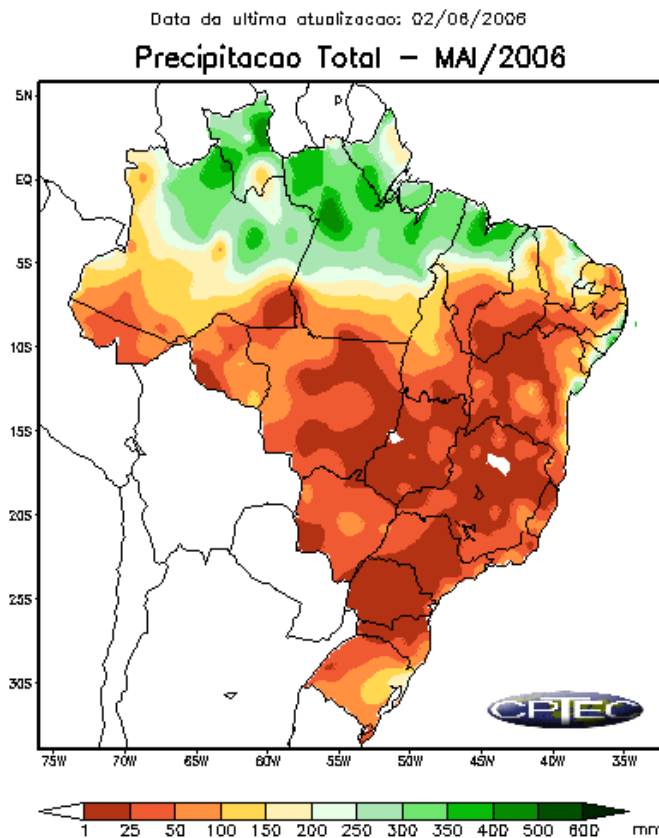 Data da ultima atualizacao: 02/06/2006
Precipitacao Total – MAI/2006
5N
EQ
5S
10S
15S
20S
25S
30S
75W 70W 65W 60W 55W 50W 45W 40W 35W
CPTEC
1 25 50 100 150 200 250 300 350 400 500 600 mm